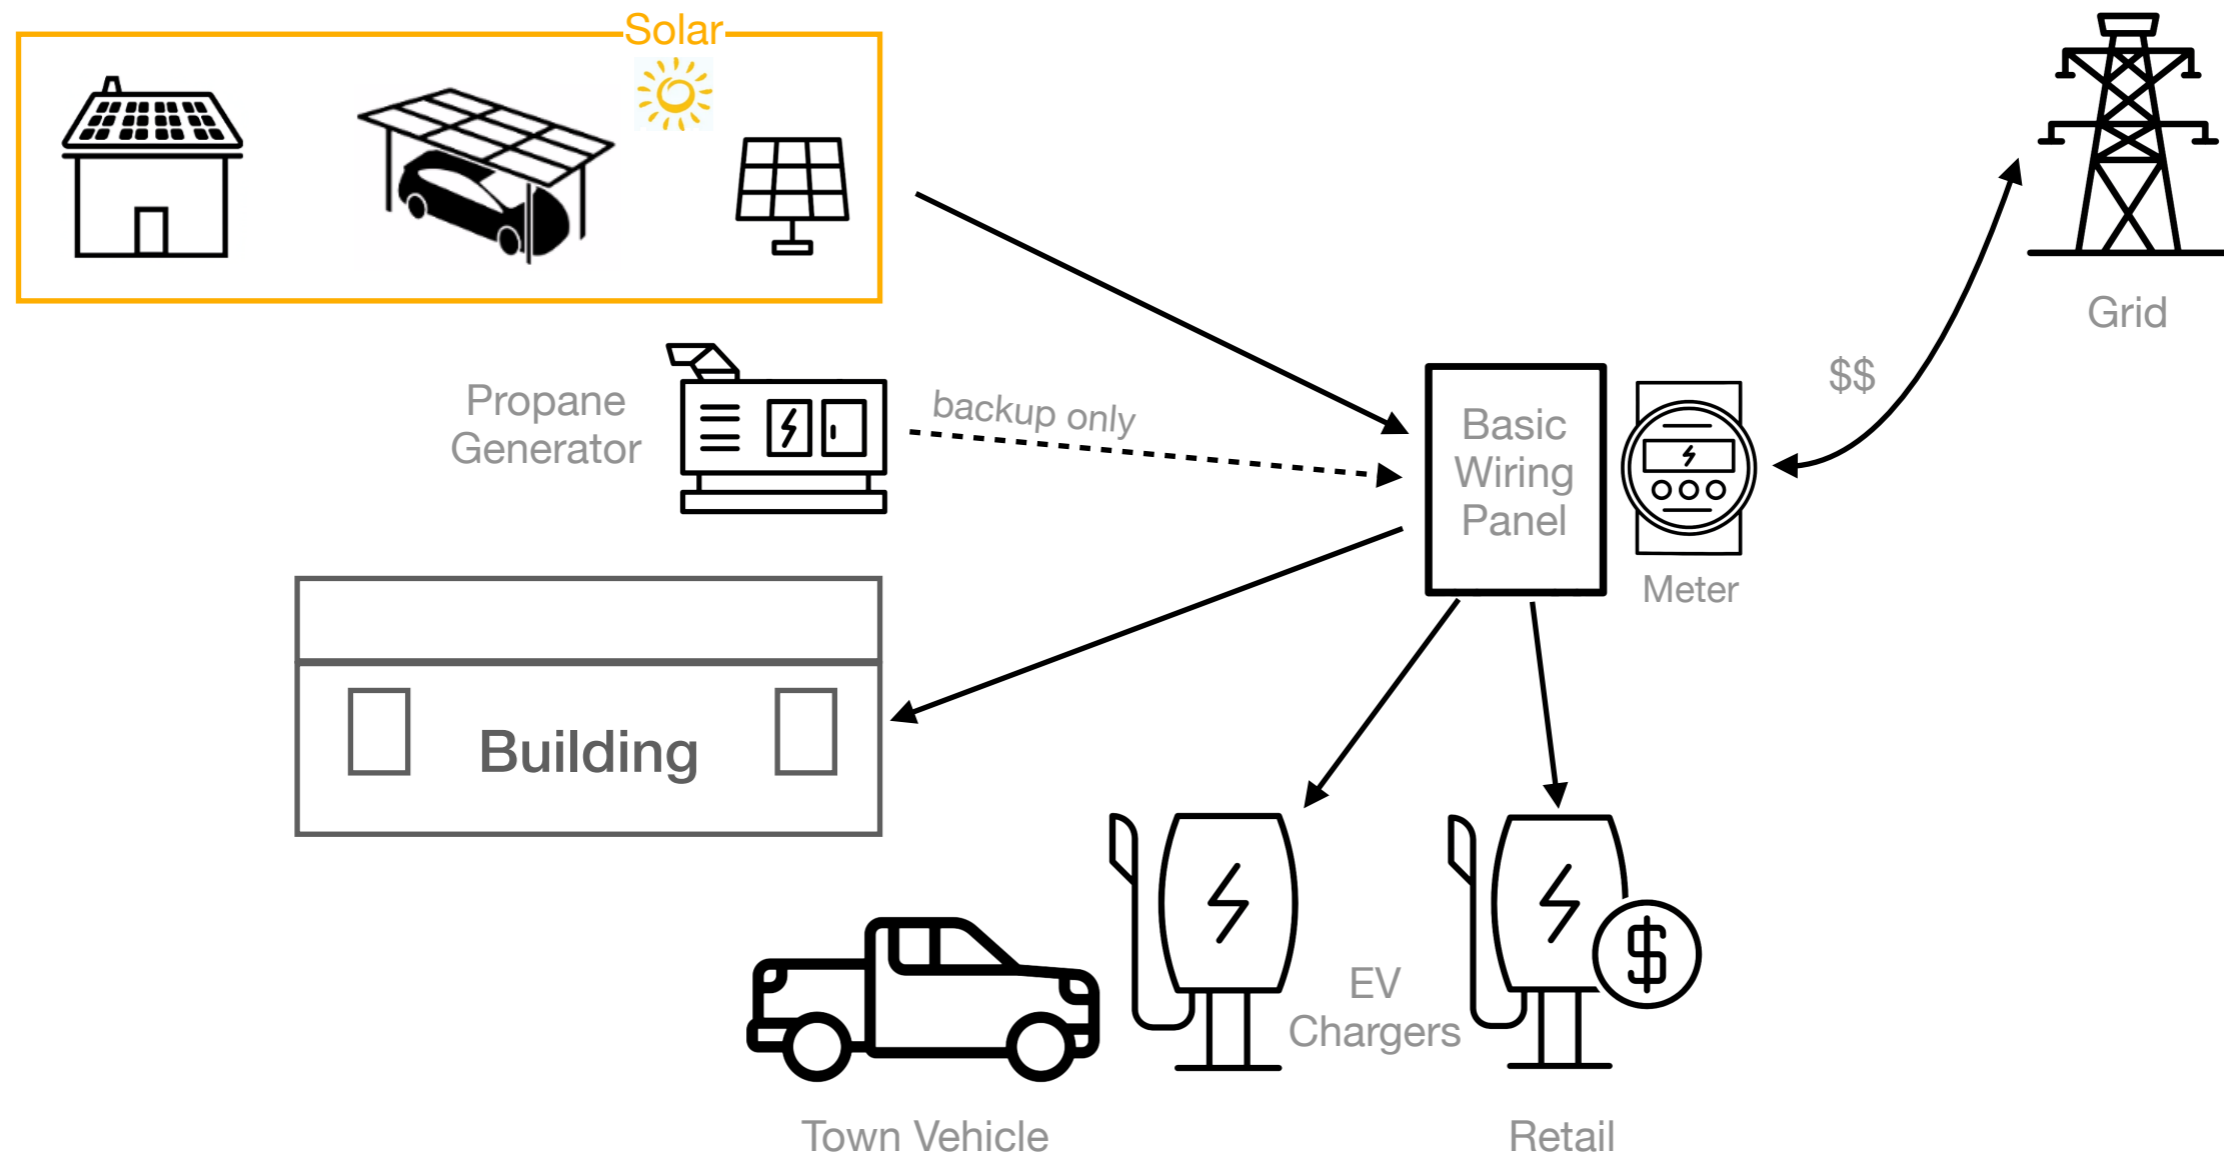 Solar
Grid
$$
Propane
Generator
backup only
Basic
Wiring
Panel
Meter
Building
$
EV
Chargers
Town Vehicle
Retail